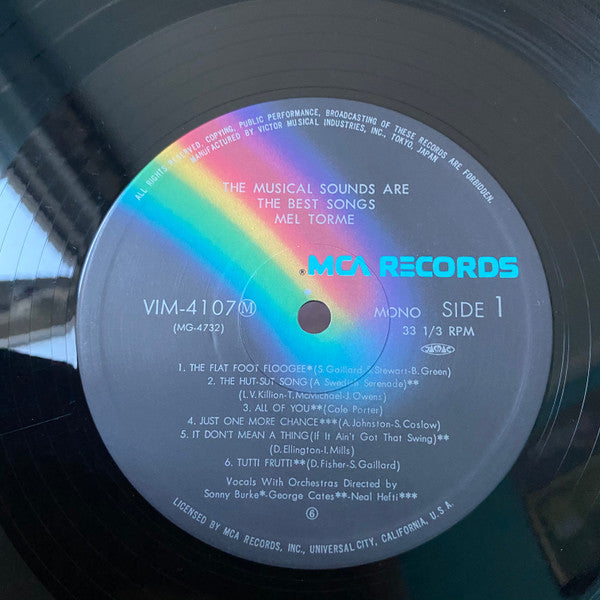 ALL RIGHTS RESERVED, COPYING, PUBLIC PERFORMANCE, BROADCASTING OF THESE RECORDS ARE FORBIDDEN.
MANUFACTURED BY VICTOR MUSICAL INDUSTRIES, INC., TOKYO, JAPAN
THE MUSICAL SOUNDS ARE
THE BEST SONGS
MEL TORME
® MCA RECORDS
VIM-4107 Ⓜ
(MG-4732)
MONO SIDE 1
33 1/3 RPM
JASRAC
1. THE FLAT FOOT FLOOGEE*(S.Gaillard-S.Stewart-B.Green)
2. THE HUT-SUT SONG(A Swedish Serenade)**
(L.V.Killion-T.McMichael-J.Owens)
3. ALL OF YOU**(Cole Porter)
4. JUST ONE MORE CHANCE***(A.Johnston-S.Coslow)
5. IT DON'T MEAN A THING(If It Ain't Got That Swing)**
(D.Ellington-I.Mills)
6. TUTTI FRUTTI**(D.Fisher-S.Gaillard)
Vocals With Orchestras Directed by
Sonny Burke*-George Cates**-Neal Hefti***
⑥
LICENSED BY MCA RECORDS, INC., UNIVERSAL CITY, CALIFORNIA, U.S.A.